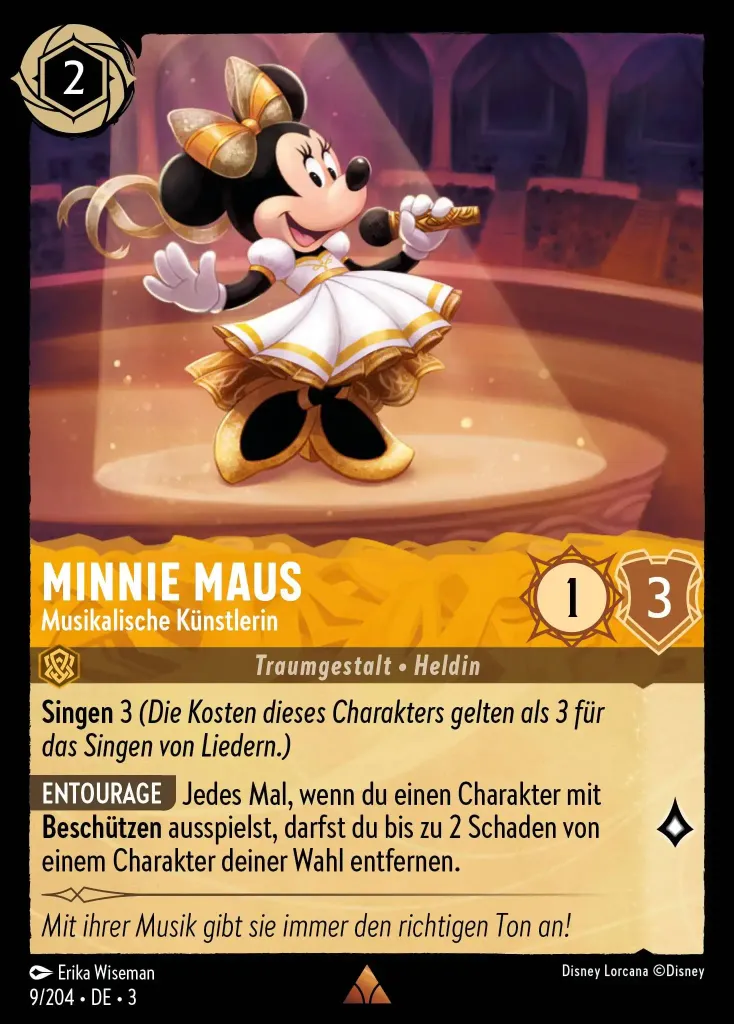 2
MINNIE MAUS
Musikalische Künstlerin
1
3
Traumgestalt • Heldin
Singen 3 (Die Kosten dieses Charakters gelten als 3 für
das Singen von Liedern.)
ENTOURAGE Jedes Mal, wenn du einen Charakter mit
Beschützen ausspielst, darfst du bis zu 2 Schaden von
einem Charakter deiner Wahl entfernen.
Mit ihrer Musik gibt sie immer den richtigen Ton an!
Erika Wiseman
Disney Lorcana ©Disney
9/204 • DE • 3